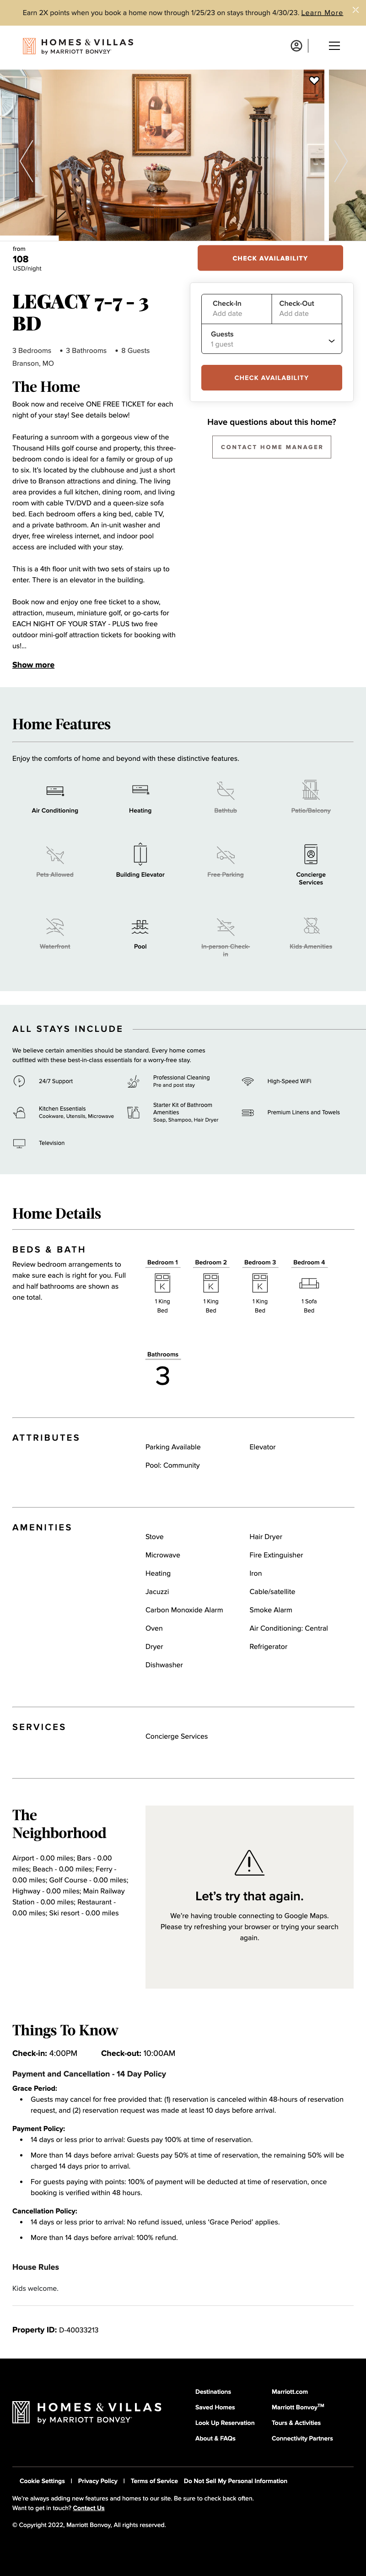 Earn 2X points when you book a home now through 1/25/23 on stays through 4/30/23. Learn More
HOMES & VILLAS
by MARRIOTT BONVOY
from
108
USD/night
CHECK AVAILABILITY
LEGACY 7-7 - 3
BD
3 Bedrooms • 3 Bathrooms • 8 Guests
Branson, MO
The Home
Book now and receive ONE FREE TICKET for each
night of your stay! See details below!
Featuring a sunroom with a gorgeous view of the
Thousand Hills golf course and property, this three-
bedroom condo is ideal for a family or group of up
to six. It's located by the clubhouse and just a short
drive to Branson attractions and dining. The living
area provides a full kitchen, dining room, and living
room with cable TV/DVD and a queen-size sofa
bed. Each bedroom offers a king bed, cable TV,
and a private bathroom. An in-unit washer and
dryer, free wireless internet, and indoor pool
access are included with your stay.
This is a 4th floor unit with two sets of stairs up to
enter. There is an elevator in the building.
Book now and enjoy one free ticket to a show,
attraction, museum, miniature golf, or go-carts for
EACH NIGHT OF YOUR STAY - PLUS two free
outdoor mini-golf attraction tickets for booking with
us!...
Show more
Check-In
Add date
Check-Out
Add date
Guests
1 guest
CHECK AVAILABILITY
Have questions about this home?
CONTACT HOME MANAGER
Home Features
Enjoy the comforts of home and beyond with these distinctive features.
Air Conditioning
Heating
Bathtub
Patio/Balcony
Pets Allowed
Building Elevator
Free Parking
Concierge
Services
Waterfront
Pool
In-person Check-
in
Kids Amenities
ALL STAYS INCLUDE
We believe certain amenities should be standard. Every home comes
outfitted with these best-in-class essentials for a worry-free stay.
24/7 Support
Professional Cleaning
Pre and post stay
High-Speed WiFi
Kitchen Essentials
Cookware, Utensils, Microwave
Starter Kit of Bathroom
Amenities
Soap, Shampoo, Hair Dryer
Premium Linens and Towels
Television
Home Details
BEDS & BATH
Review bedroom arrangements to
make sure each is right for you. Full
and half bathrooms are shown as
one total.
Bedroom 1
1 King
Bed
Bedroom 2
1 King
Bed
Bedroom 3
1 King
Bed
Bedroom 4
1 Sofa
Bed
Bathrooms
3
ATTRIBUTES
Parking Available
Elevator
Pool: Community
AMENITIES
Stove
Hair Dryer
Microwave
Fire Extinguisher
Heating
Iron
Jacuzzi
Cable/satellite
Carbon Monoxide Alarm
Smoke Alarm
Oven
Air Conditioning: Central
Dryer
Refrigerator
Dishwasher
SERVICES
Concierge Services
The
Neighborhood
Airport - 0.00 miles; Bars - 0.00
miles; Beach - 0.00 miles; Ferry -
0.00 miles; Golf Course - 0.00 miles;
Highway - 0.00 miles; Main Railway
Station - 0.00 miles; Restaurant -
0.00 miles; Ski resort - 0.00 miles
Let's try that again.
We're having trouble connecting to Google Maps.
Please try refreshing your browser or trying your search
again.
Things To Know
Check-in: 4:00PM Check-out: 10:00AM
Payment and Cancellation - 14 Day Policy
Grace Period:
• Guests may cancel for free provided that: (1) reservation is canceled within 48-hours of reservation
request, and (2) reservation request was made at least 10 days before arrival.
Payment Policy:
• 14 days or less prior to arrival: Guests pay 100% at time of reservation.
• More than 14 days before arrival: Guests pay 50% at time of reservation, the remaining 50% will be
charged 14 days prior to arrival.
• For guests paying with points: 100% of payment will be deducted at time of reservation, once
booking is verified within 48 hours.
Cancellation Policy:
• 14 days or less prior to arrival: No refund issued, unless 'Grace Period' applies.
• More than 14 days before arrival: 100% refund.
House Rules
Kids welcome.
Property ID: D-40033213
HOMES & VILLAS
by MARRIOTT BONVOY
Destinations
Saved Homes
Look Up Reservation
About & FAQs
Marriott.com
Marriott Bonvoy™
Tours & Activities
Connectivity Partners
Cookie Settings | Privacy Policy | Terms of Service Do Not Sell My Personal Information
We're always adding new features and homes to our site. Be sure to check back often.
Want to get in touch? Contact Us
© Copyright 2022, Marriott Bonvoy, All rights reserved.